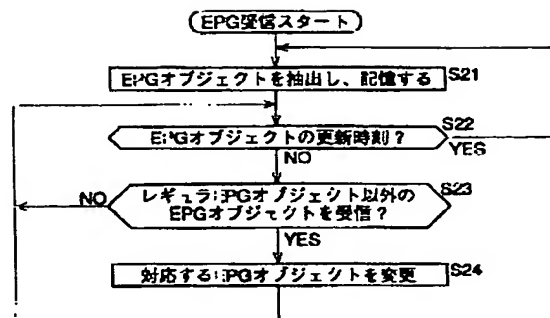 EPG受信スタート
EPGオブジェクトを抽出し、記憶する
S21
EPGオブジェクトの更新時刻?
S22
YES
NO
レギュラEPGオブジェクト以外の
EPGオブジェクトを受信?
S23
NO
YES
対応するEPGオブジェクトを変更
S24